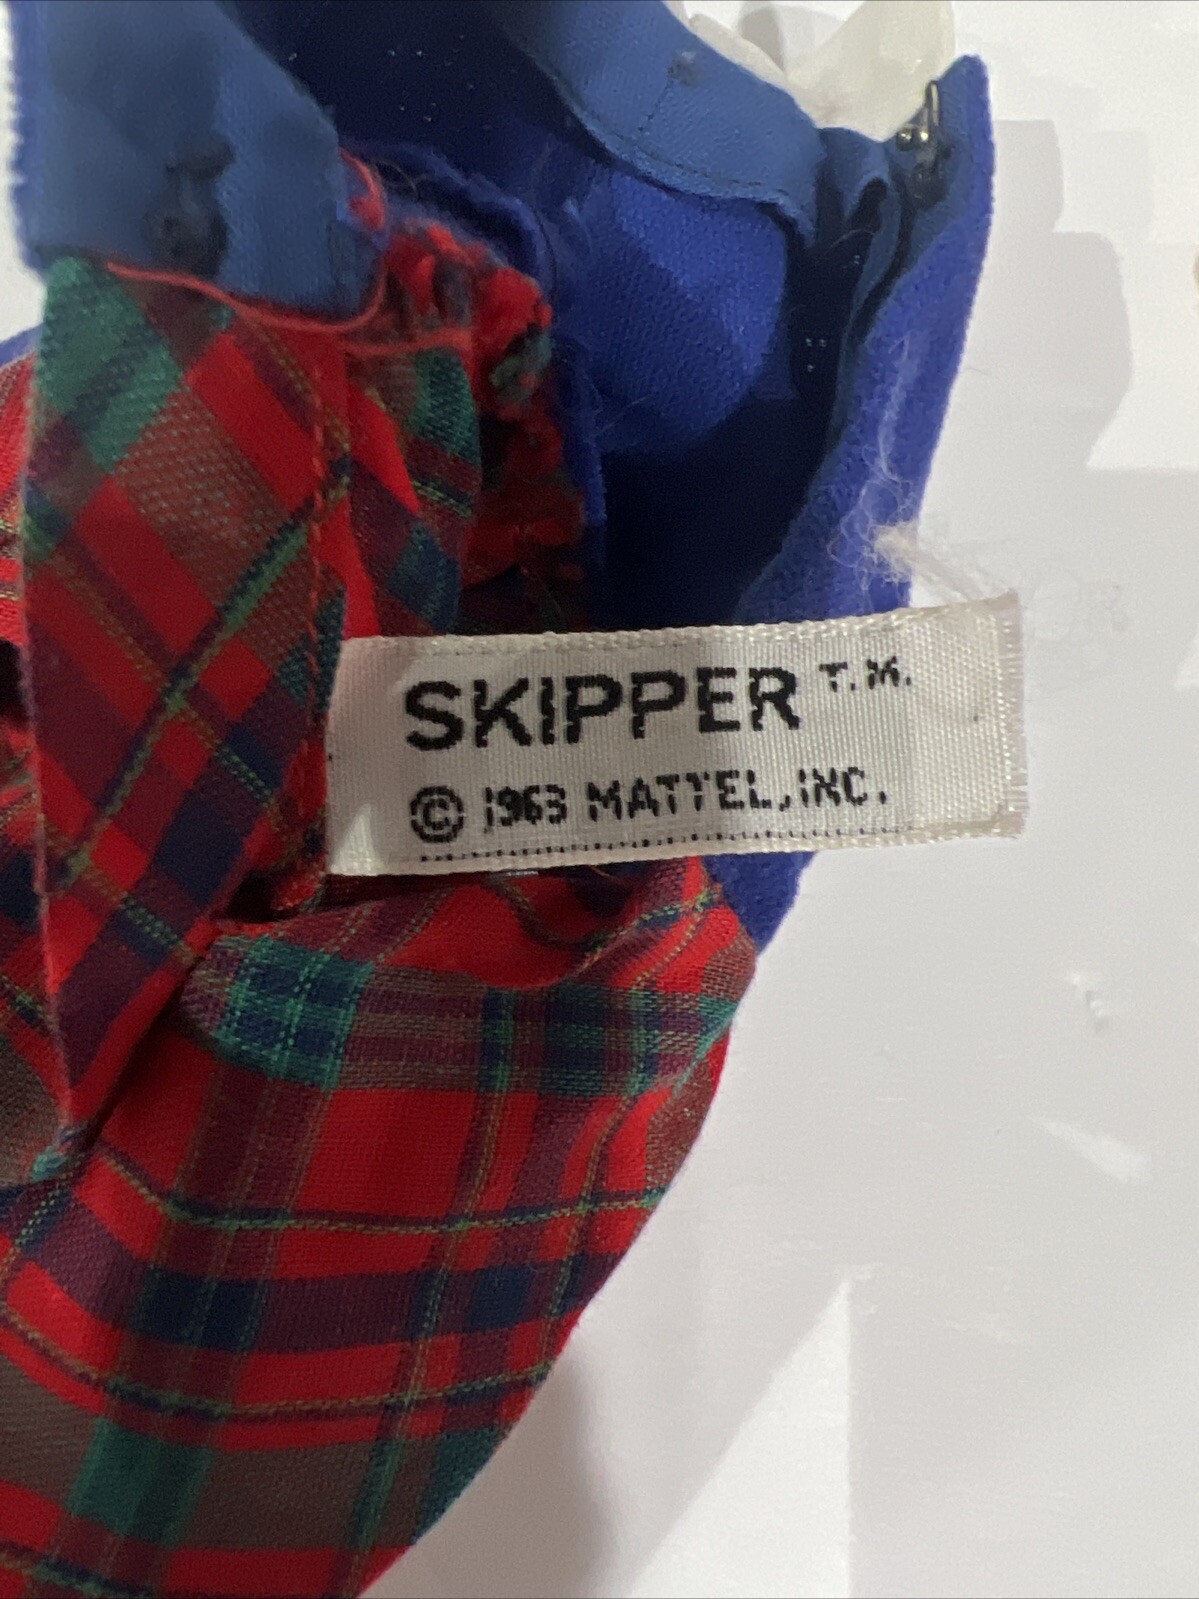 SKIPPER T.M.
© 1963 MATTEL, INC.